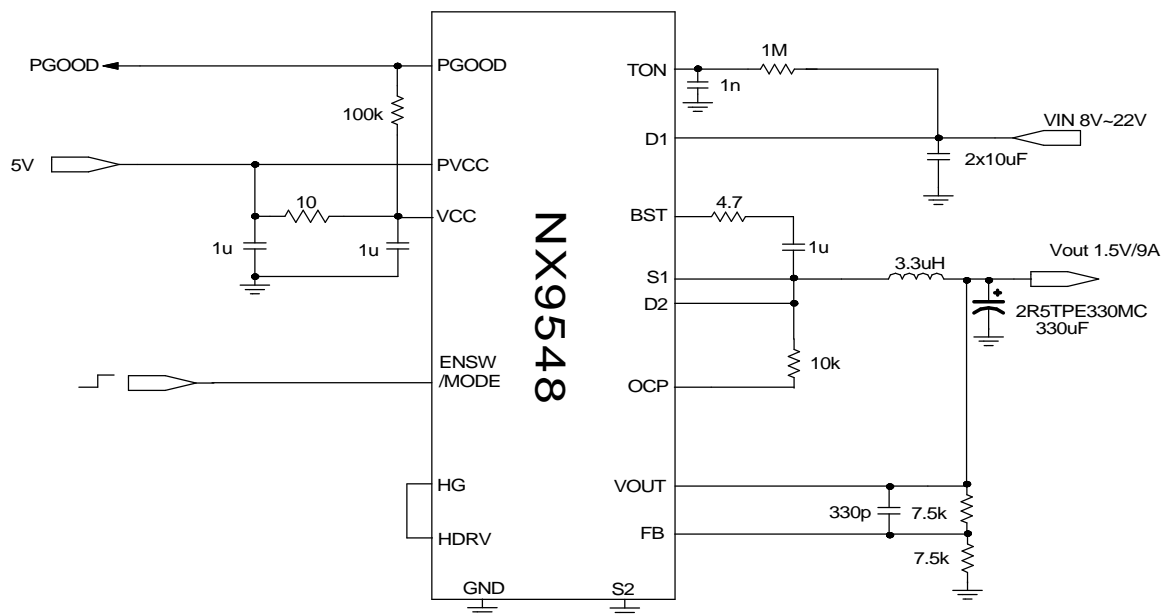 PGOOD
PGOOD
100k
5V
PVCC
10
VCC
1u
1u
ENSW
/MODE
HG
HDRV
GND
S2
NX9548
TON
1M
1n
D1
VIN 8V~22V
2x10uF
BST
4.7
1u
S1
3.3uH
Vout 1.5V/9A
D2
2R5TPE330MC
330uF
10k
OCP
VOUT
330p
7.5k
FB
7.5k